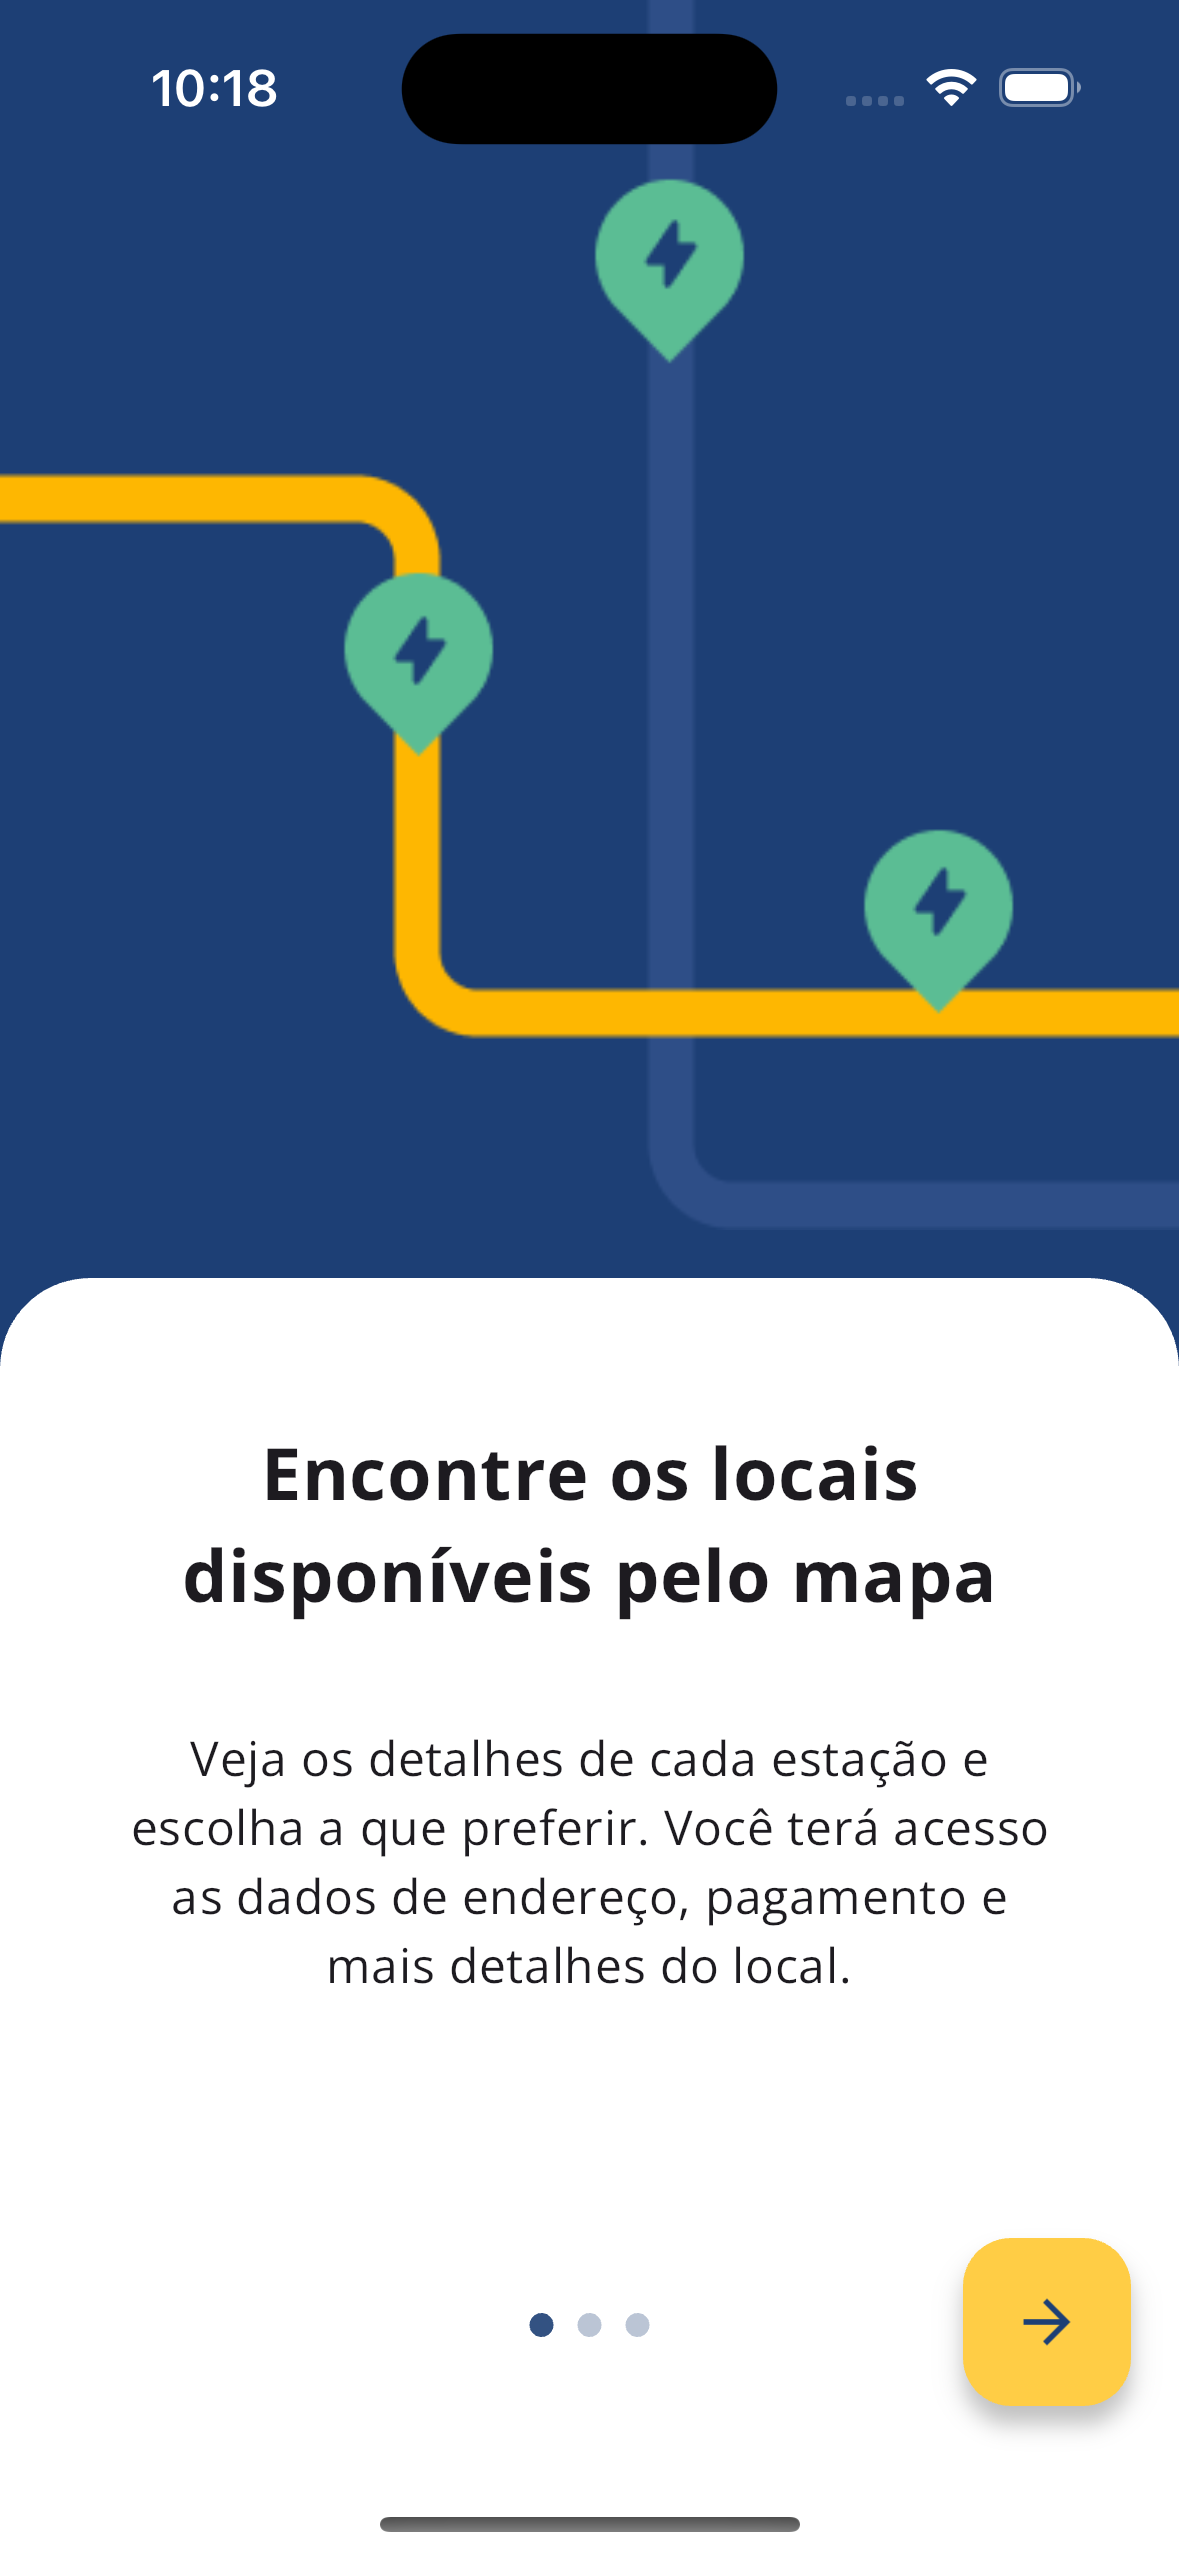 10:18
Encontre os locais
disponíveis pelo mapa
Veja os detalhes de cada estação e
escolha a que preferir. Você terá acesso
as dados de endereço, pagamento e
mais detalhes do local.